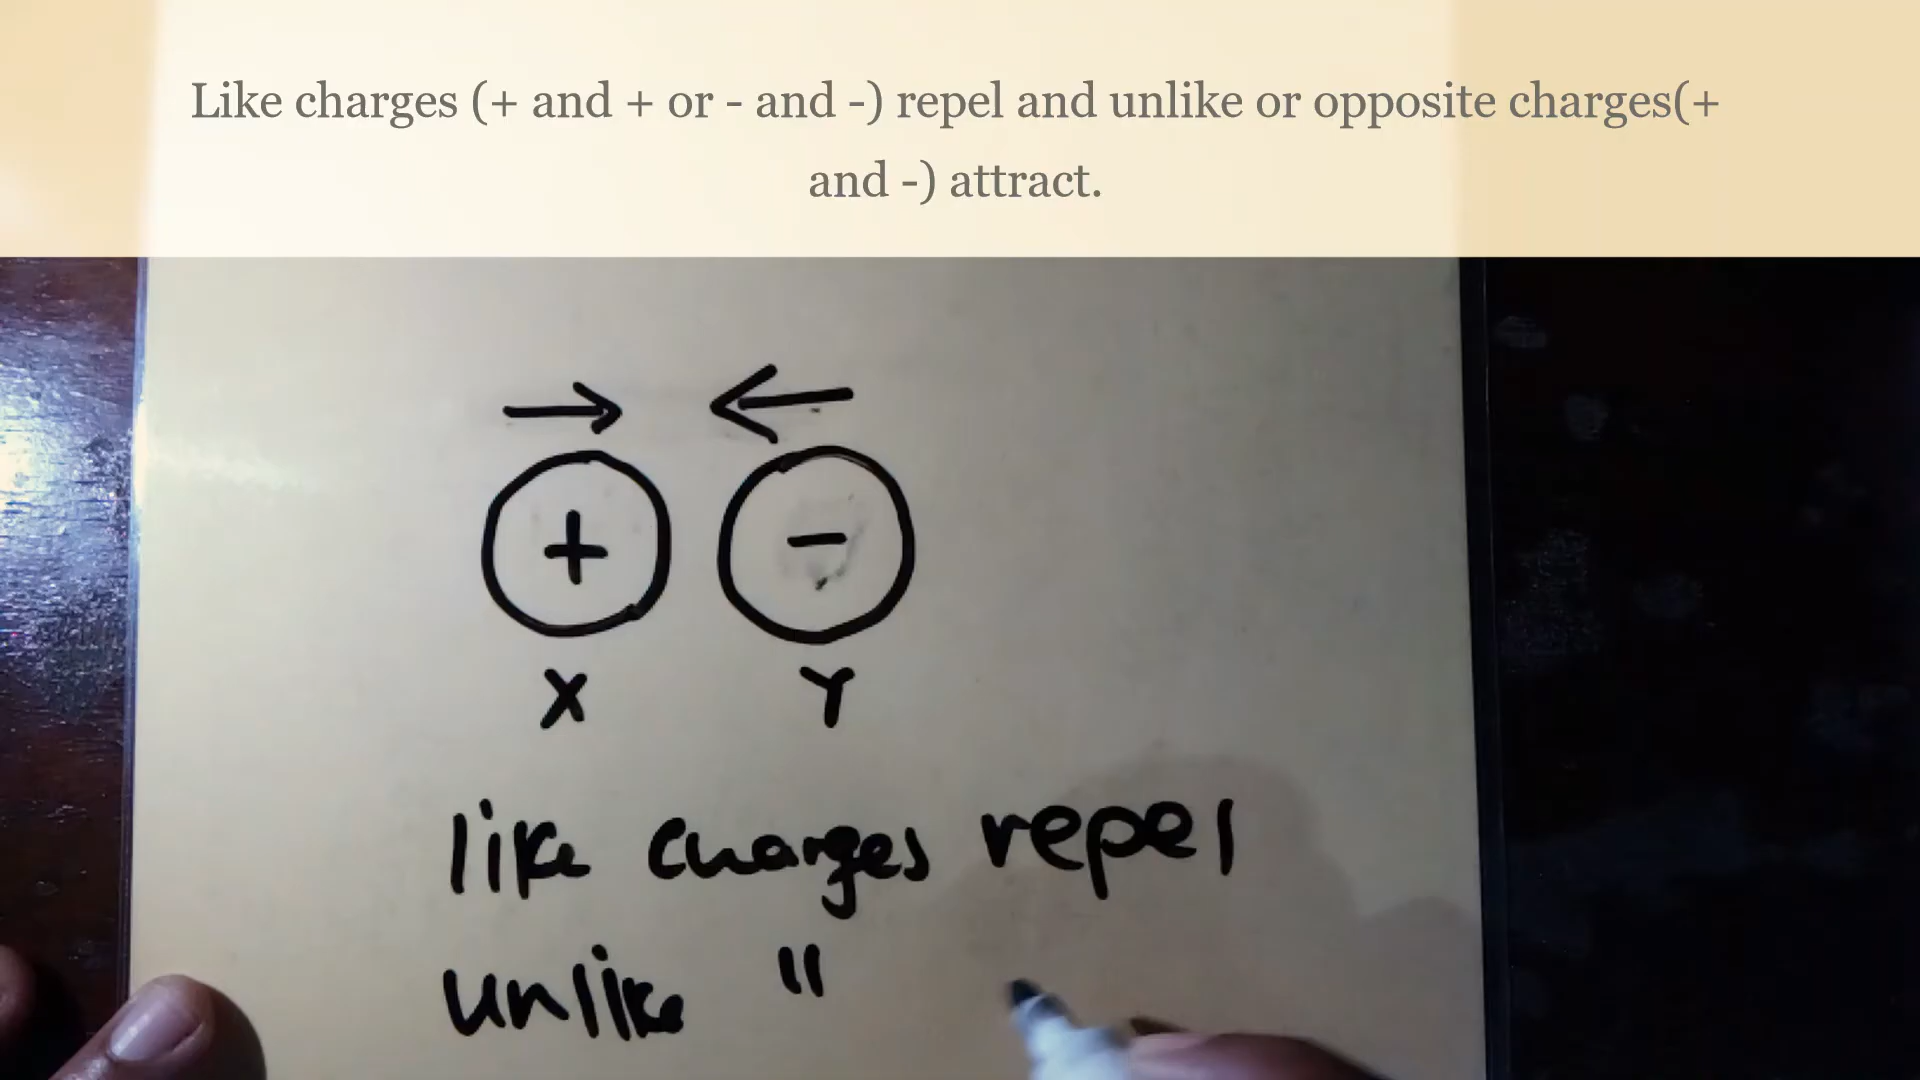 Like charges (+ and + or - and -) repel and unlike or opposite charges(+
and -) attract.
+ -
X Y
like charges repel
unlike "